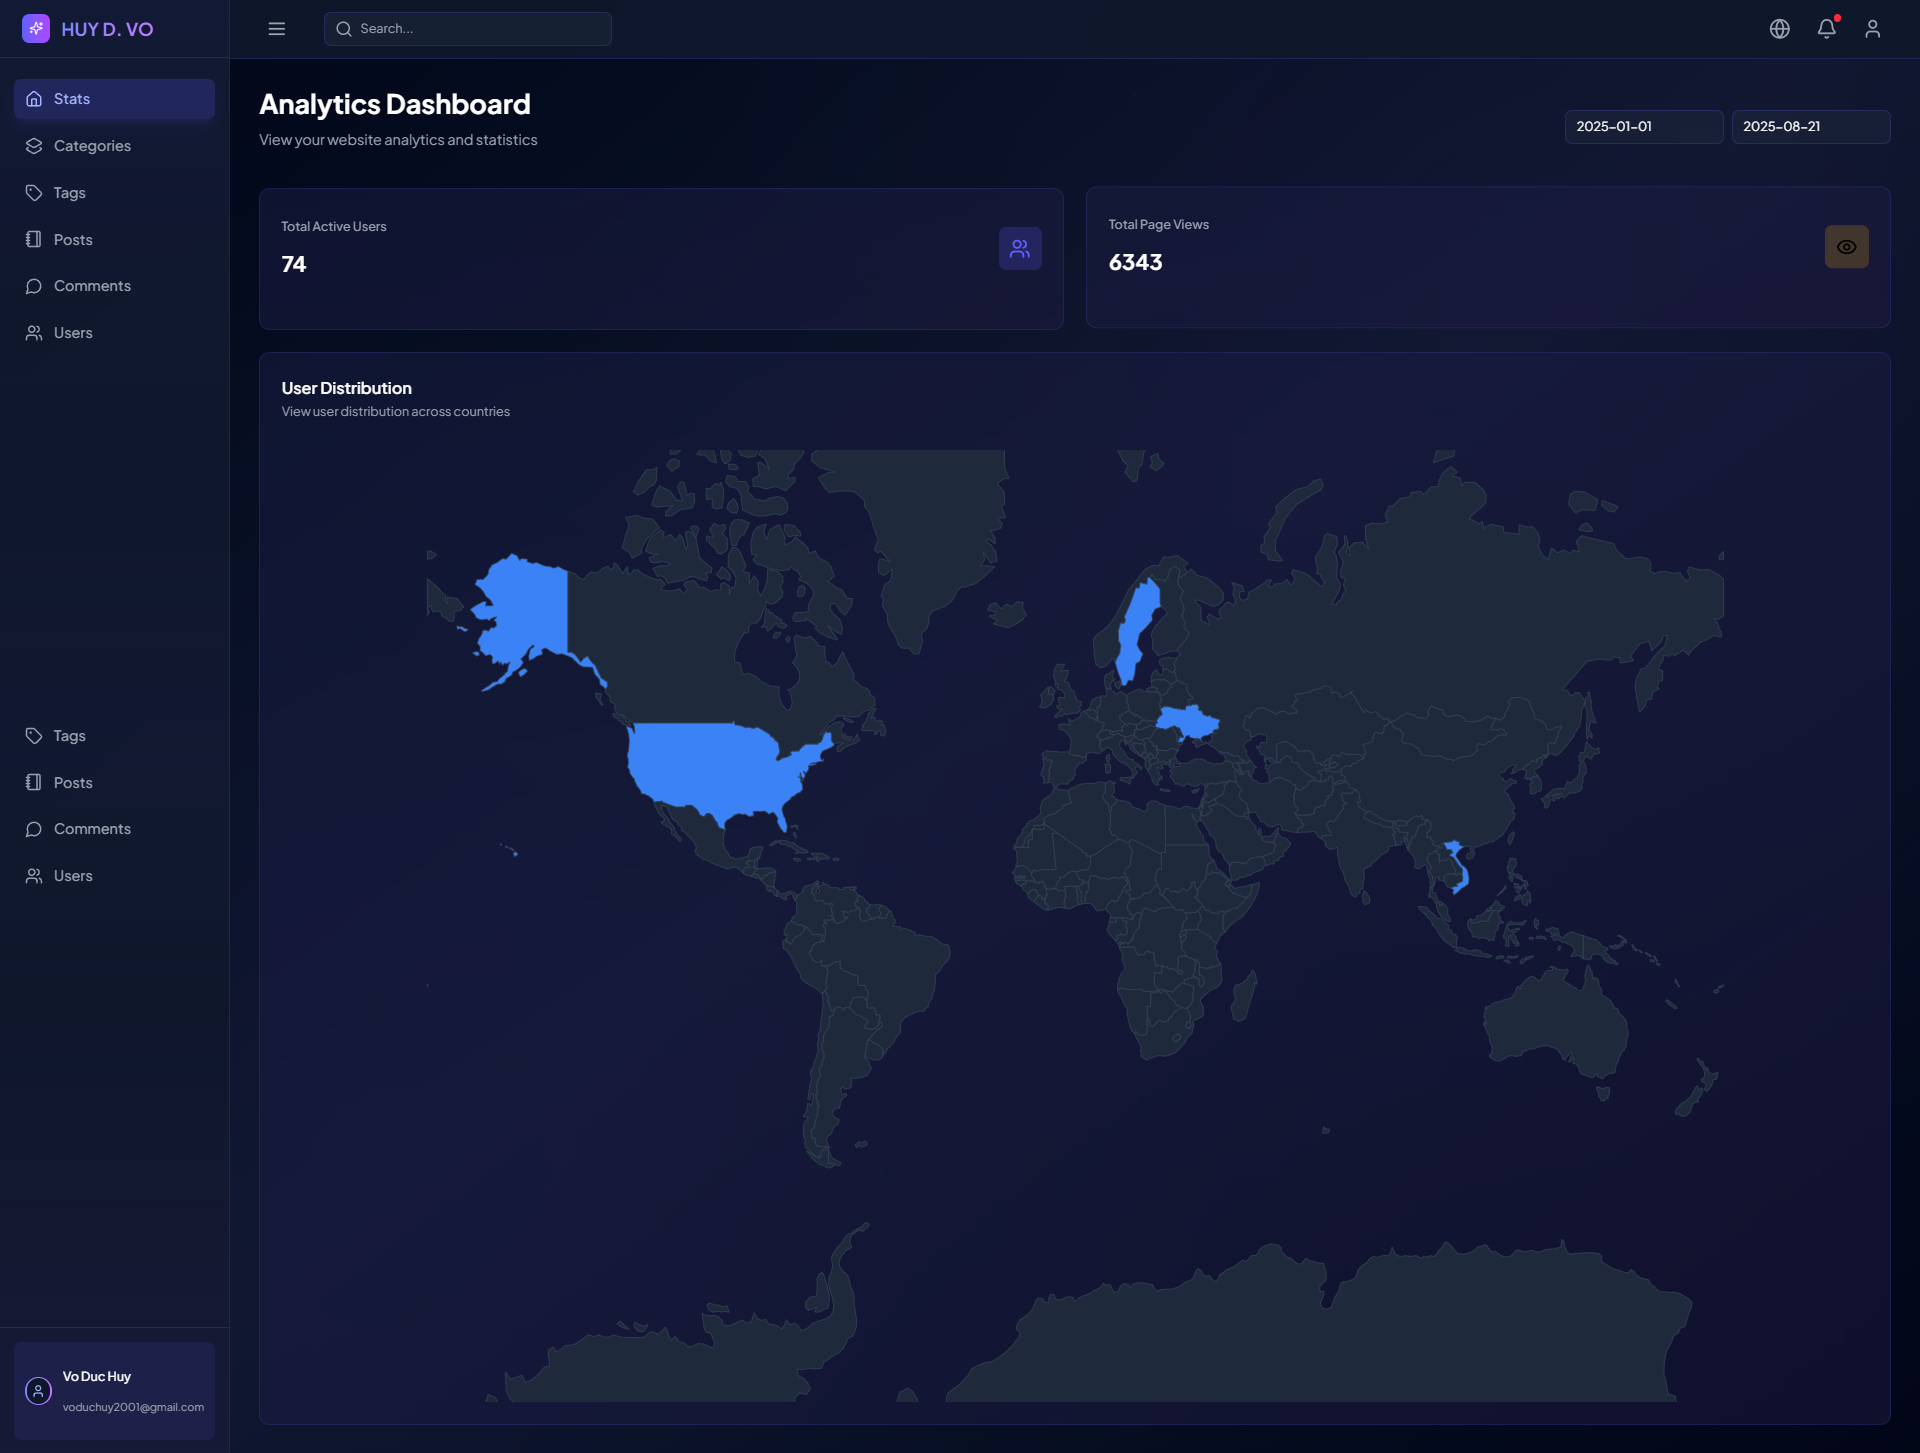 HUY D. VO
Search...
Stats
Categories
Tags
Posts
Comments
Users
Tags
Posts
Comments
Users
Vo Duc Huy
voduchuy2001@gmail.com
Analytics Dashboard
View your website analytics and statistics
2025-01-01
2025-08-21
Total Active Users
74
Total Page Views
6343
User Distribution
View user distribution across countries